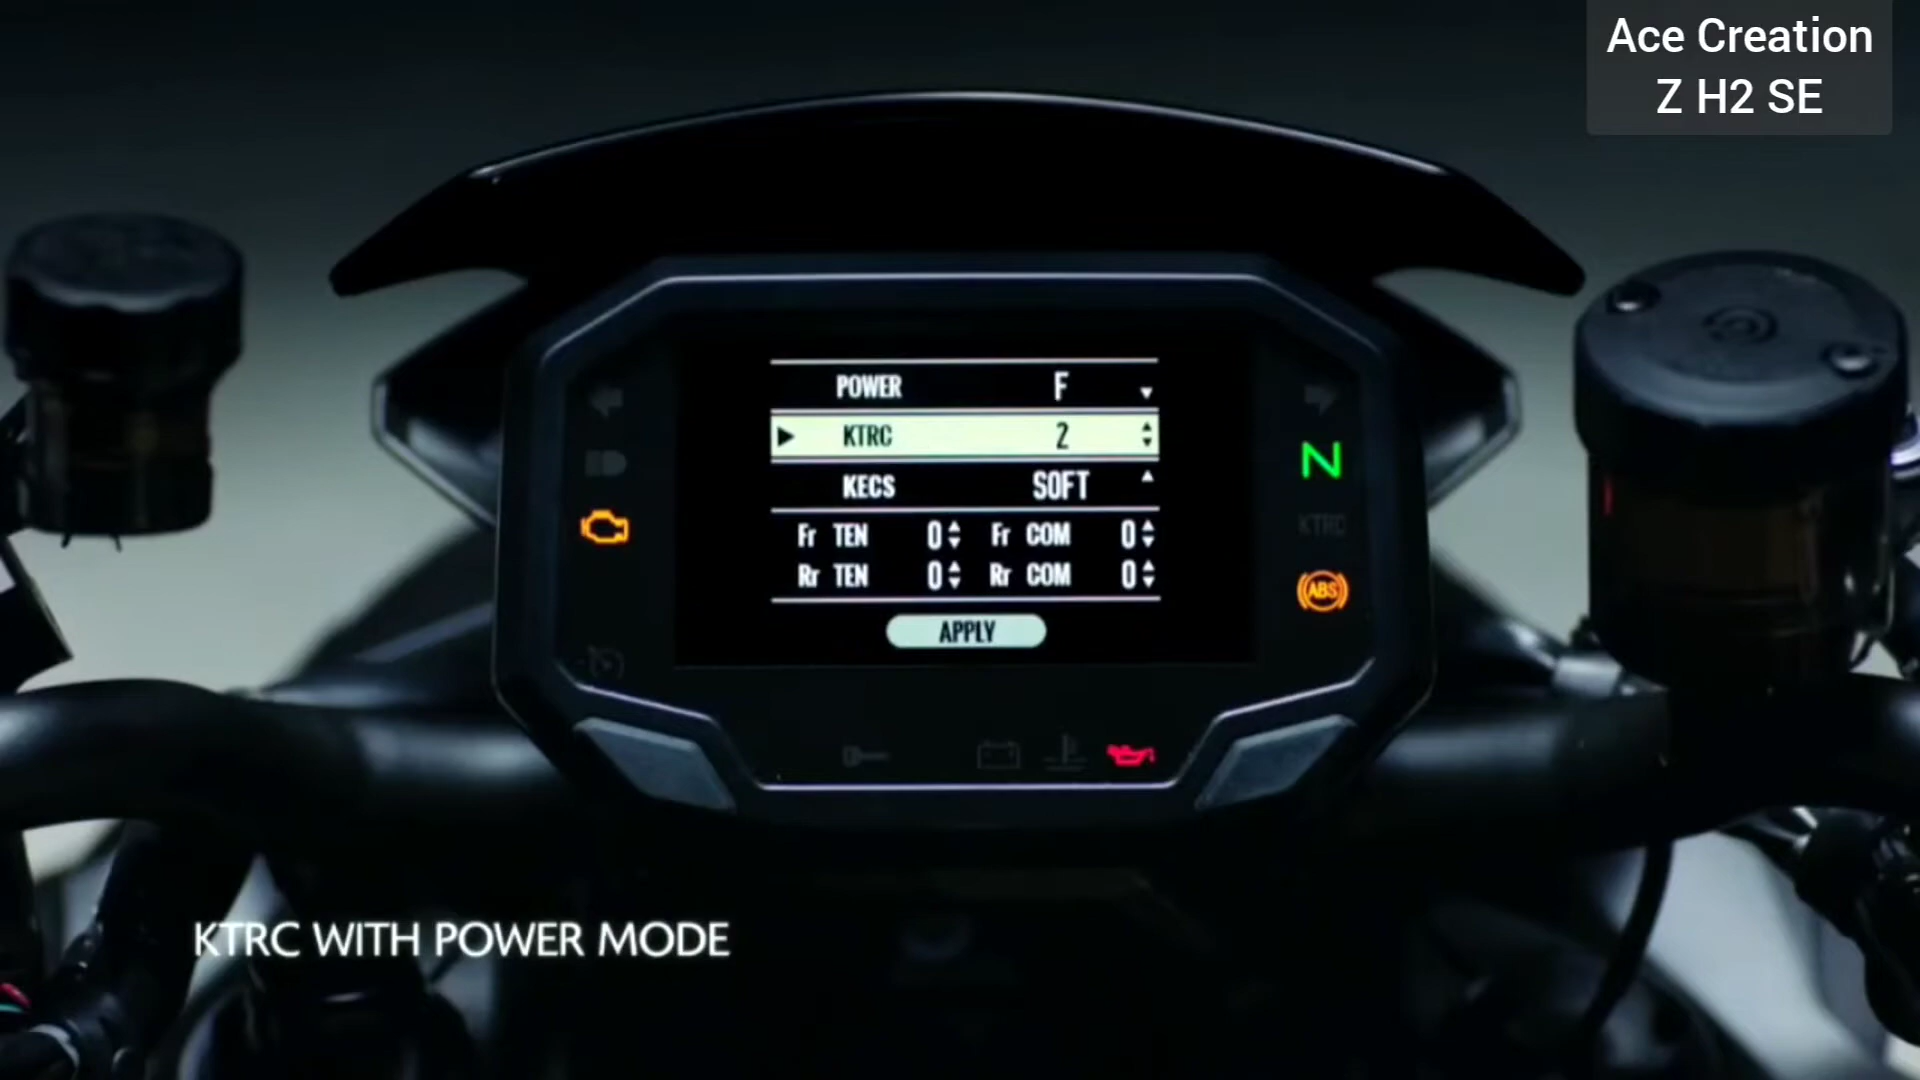 Ace Creation
Z H2 SE
POWER F
KTRC 2
KECS SOFT
Fr TEN 0 Fr COM 0
Rr TEN 0 Rr COM 0
APPLY
N
KTRC
ABS
KTRC WITH POWER MODE